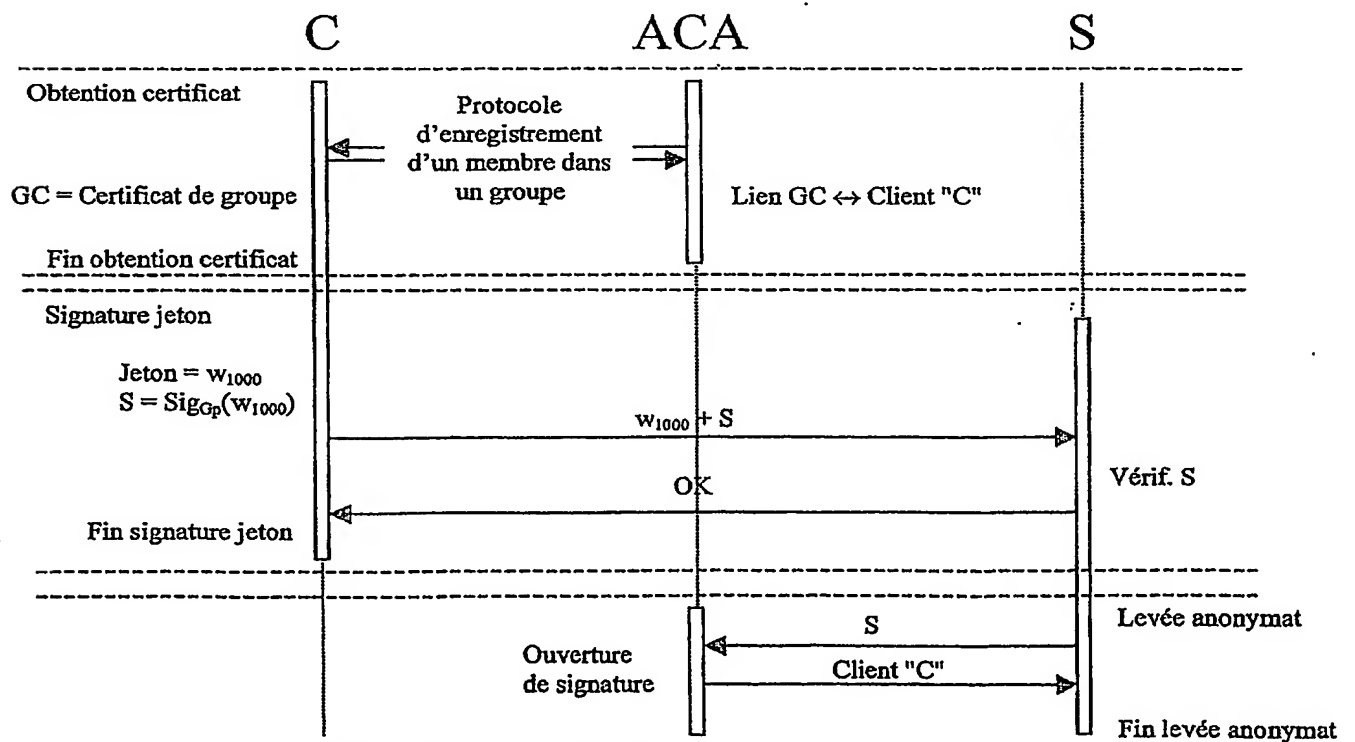 C ACA S
Obtention certificat
Protocole
d'enregistrement
d'un membre dans
un groupe
GC = Certificat de groupe
Lien GC ↔ Client "C"
Fin obtention certificat
Signature jeton
Jeton = w₁₀₀₀
S = Sig_Gp(w₁₀₀₀)
w₁₀₀₀ + S
Vérif. S
OK
Fin signature jeton
Levée anonymat
S
Ouverture
de signature
Client "C"
Fin levée anonymat